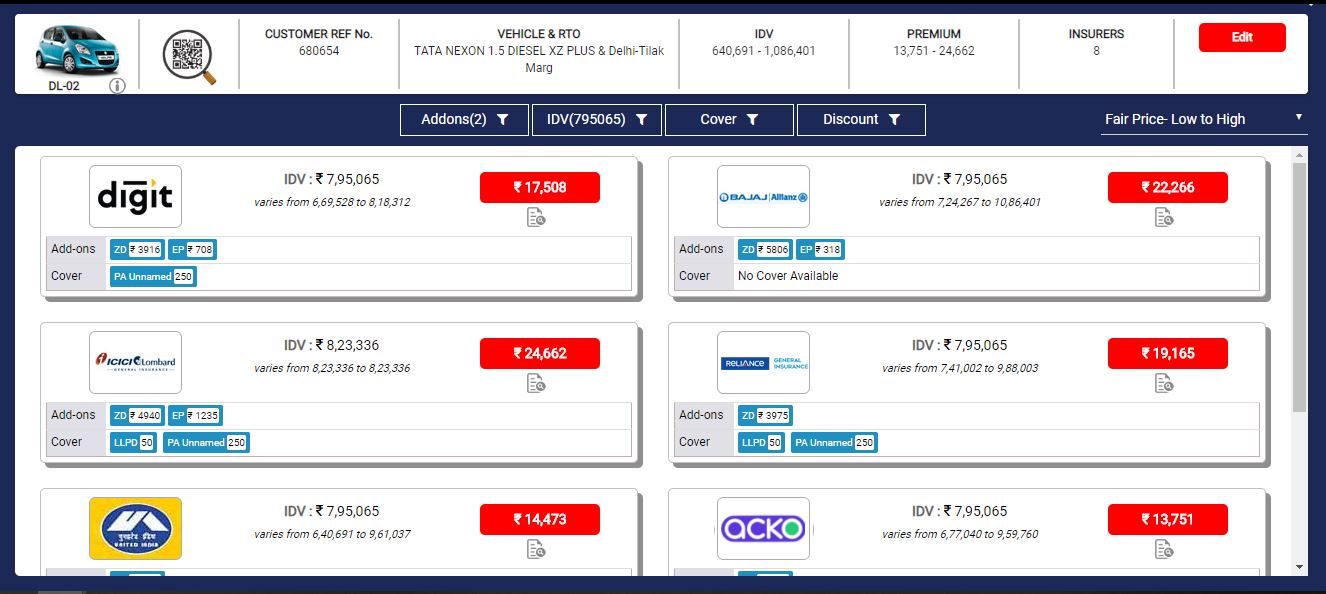 DL-02
CUSTOMER REF No.
680654
VEHICLE & RTO
TATA NEXON 1.5 DIESEL XZ PLUS & Delhi-Tilak
Marg
IDV
640,691 - 1,086,401
PREMIUM
13,751 - 24,662
INSURERS
8
Edit
Addons(2)
IDV(795065)
Cover
Discount
Fair Price- Low to High
digit
IDV : ₹ 7,95,065
varies from 6,69,528 to 8,18,312
₹ 17,508
Add-ons ZD ₹ 3916 EP ₹ 708
Cover PA Unnamed 250
BAJAJ | Allianz
IDV : ₹ 7,95,065
varies from 7,24,267 to 10,86,401
₹ 22,266
Add-ons ZD ₹ 5806 EP ₹ 318
Cover No Cover Available
ICICI Lombard
GENERAL INSURANCE
IDV : ₹ 8,23,336
varies from 8,23,336 to 8,23,336
₹ 24,662
Add-ons ZD ₹ 4940 EP ₹ 1235
Cover LLPD 50 PA Unnamed 250
RELIANCE GENERAL
INSURANCE
IDV : ₹ 7,95,065
varies from 7,41,002 to 9,88,003
₹ 19,165
Add-ons ZD ₹ 3975
Cover LLPD 50 PA Unnamed 250
युनाइटेड इंडिया
UNITED INDIA
IDV : ₹ 7,95,065
varies from 6,40,691 to 9,61,037
₹ 14,473
acko
IDV : ₹ 7,95,065
varies from 6,77,040 to 9,59,760
₹ 13,751